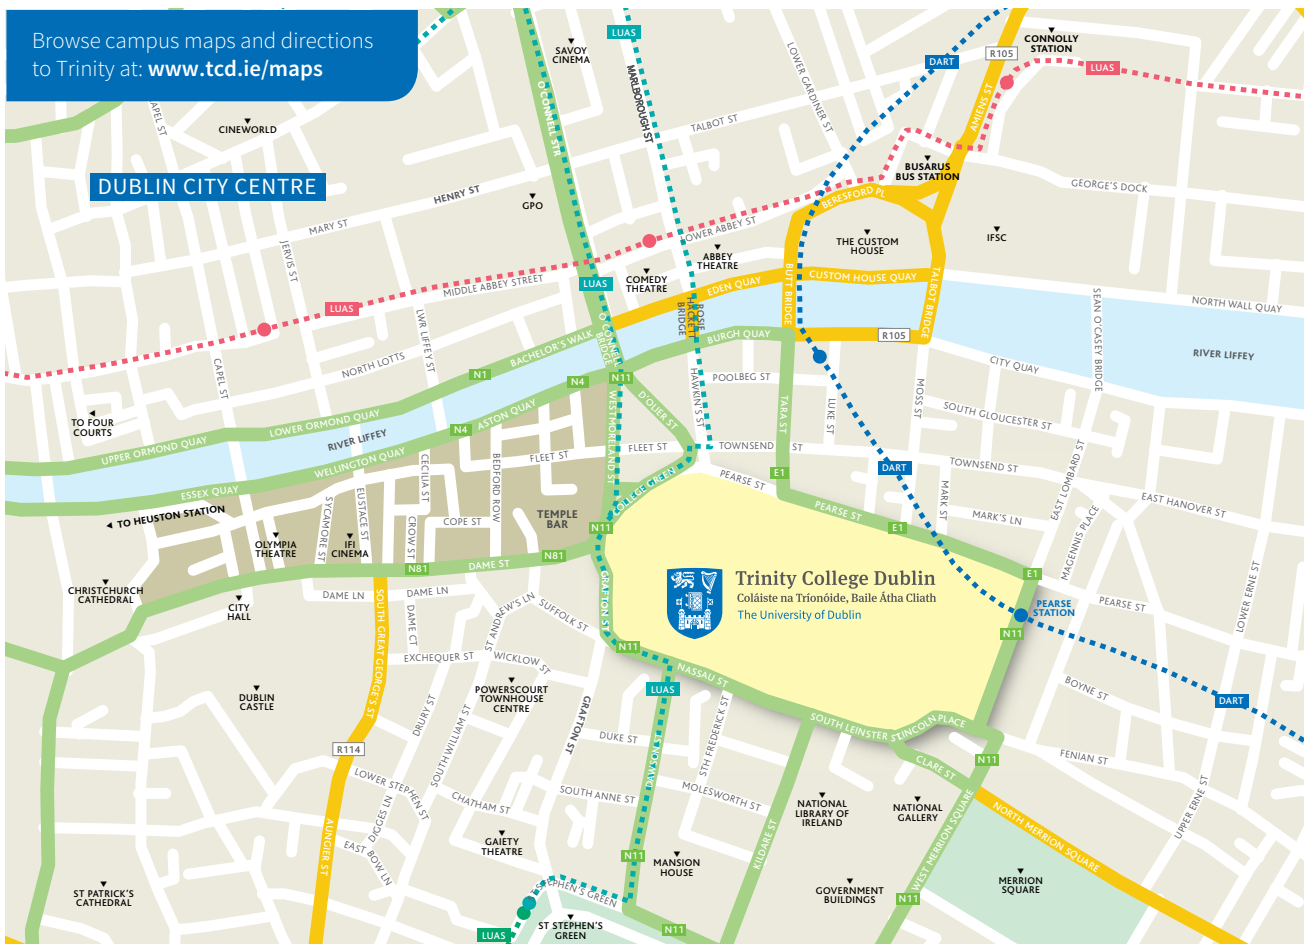 Browse campus maps and directions
to Trinity at: www.tcd.ie/maps
DUBLIN CITY CENTRE
LUAS
SAVOY
CINEMA
O'CONNELL STR
MARLBOROUGH ST
LOWER GARDINER ST
DART
R105
CONNOLLY
STATION
LUAS
AMIENS ST
CAPEL ST
CINEWORLD
TALBOT ST
BUSARUS
BUS STATION
GEORGE'S DOCK
HENRY ST
GPO
MARY ST
JERVIS ST
LOWER ABBEY ST
BERESFORD PL
THE CUSTOM
HOUSE
IFSC
ABBEY
THEATRE
COMEDY
THEATRE
MIDDLE ABBEY STREET
LUAS
LUAS
EDEN QUAY
BUTT BRIDGE
CUSTOM HOUSE QUAY
TALBOT BRIDGE
SEAN O'CASEY BRIDGE
NORTH WALL QUAY
RIVER LIFFEY
ROSIE
HACKETT
BRIDGE
O'CONNELL
BRIDGE
LWR LIFFEY ST
BACHELOR'S WALK
BURGH QUAY
R105
CITY QUAY
NORTH LOTTS
CAPEL ST
N1
N4
N11
POOLBEG ST
HAWKIN'S ST
D'OLIER ST
WESTMORELAND ST
TARA ST
LUKE ST
MOSS ST
SOUTH GLOUCESTER ST
TO FOUR
COURTS
UPPER ORMOND QUAY
LOWER ORMOND QUAY
RIVER LIFFEY
N4
ASTON QUAY
WELLINGTON QUAY
ESSEX QUAY
FLEET ST
FLEET ST
TOWNSEND ST
TOWNSEND ST
DART
E1
PEARSE ST
PEARSE ST
E1
MARK ST
MARK'S LN
EAST LOMBARD ST
EAST HANOVER ST
MAGENNIS PLACE
TO HEUSTON STATION
SYCAMORE ST
EUSTACE ST
CECILIA ST
CROW ST
BEDFORD ROW
COPE ST
TEMPLE
BAR
COLLEGE GREEN
N11
OLYMPIA
THEATRE
IFI
CINEMA
N81
N81
DAME ST
CHRISTCHURCH
CATHEDRAL
CITY
HALL
DAME LN
DAME LN
DAME CT
SOUTH GREAT GEORGE'S ST
ST ANDREW'S LN
SUFFOLK ST
GRAFTON ST
Trinity College Dublin
Coláiste na Tríonóide, Baile Átha Cliath
The University of Dublin
E1
PEARSE
STATION
N11
PEARSE ST
LOWER ERNE ST
N11
EXCHEQUER ST
WICKLOW ST
NASSAU ST
LUAS
POWERSCOURT
TOWNHOUSE
CENTRE
DUBLIN
CASTLE
DRURY ST
SOUTH WILLIAM ST
GRAFTON ST
DUKE ST
DAWSON ST
STH FREDERICK ST
SOUTH LEINSTER ST
LINCOLN PLACE
BOYNE ST
DART
FENIAN ST
N11
CLARE ST
R114
LOWER STEPHEN ST
DIGGES LN
EAST BOW LN
AUNGIER ST
CHATHAM ST
SOUTH ANNE ST
MOLESWORTH ST
KILDARE ST
NATIONAL
LIBRARY OF
IRELAND
NATIONAL
GALLERY
WEST MERRION SQUARE
NORTH MERRION SQUARE
UPPER ERNE ST
GAIETY
THEATRE
N11
MANSION
HOUSE
MERRION
SQUARE
GOVERNMENT
BUILDINGS
N11
ST PATRICK'S
CATHEDRAL
ST STEPHEN'S GREEN
ST STEPHEN'S
GREEN
LUAS
N11